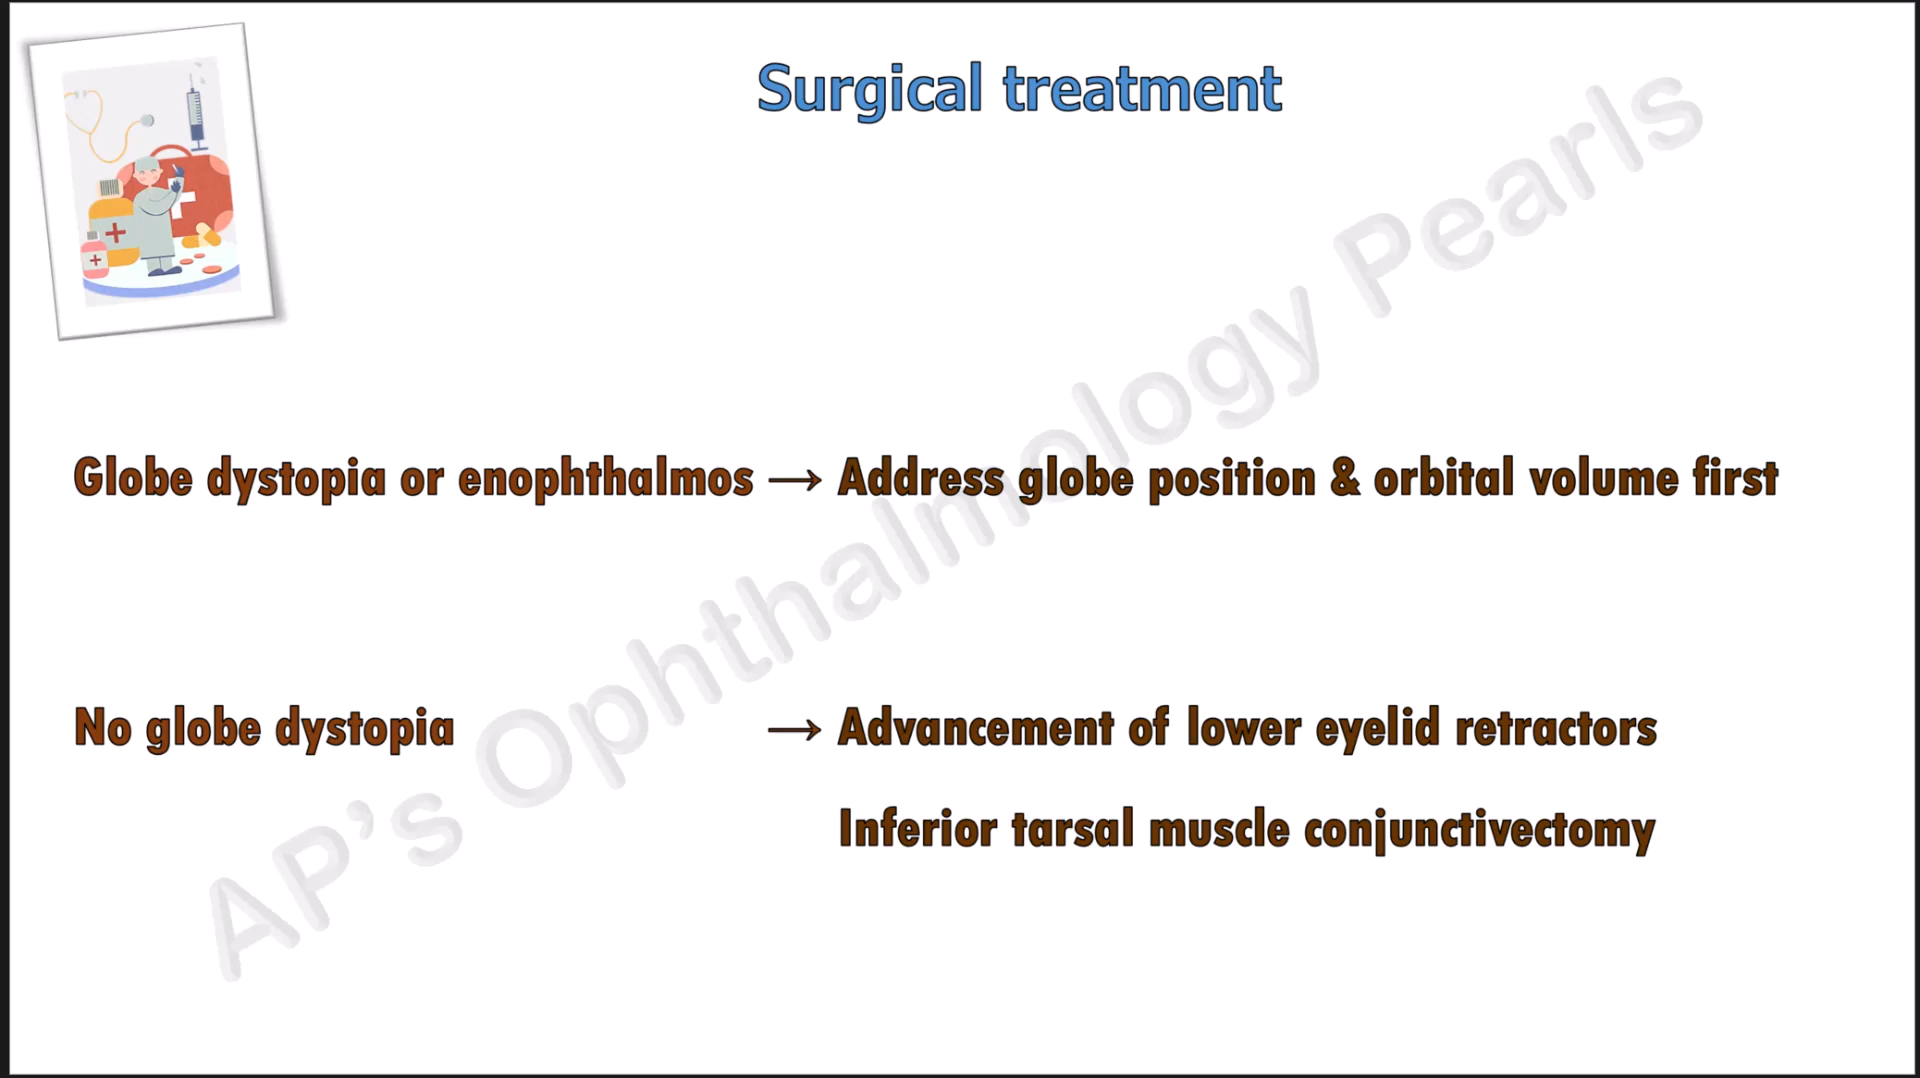 Surgical treatment
Globe dystopia or enophthalmos → Address globe position & orbital volume first
No globe dystopia → Advancement of lower eyelid retractors
Inferior tarsal muscle conjunctivectomy
AP's Ophthalmology Pearls